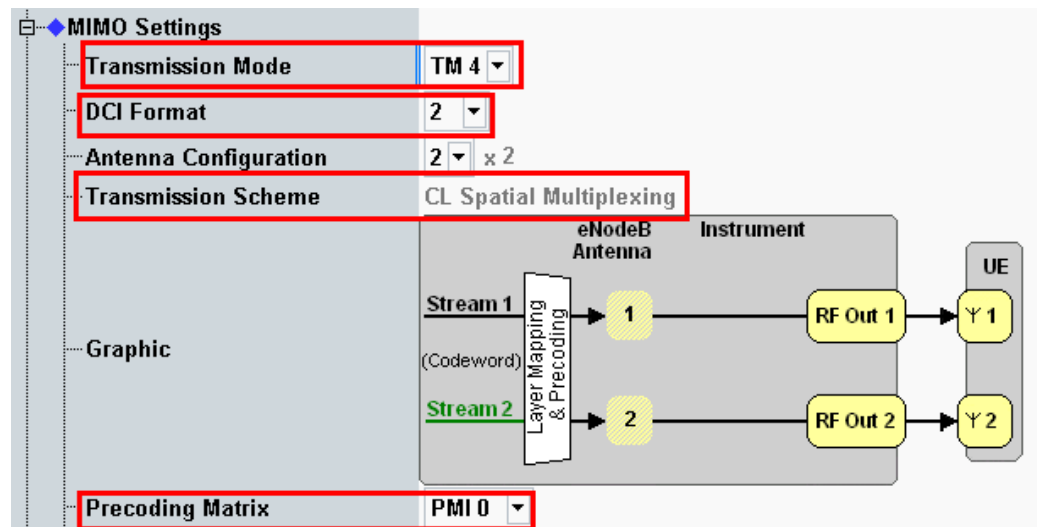 MIMO Settings
Transmission Mode TM 4
DCI Format 2
Antenna Configuration 2 x 2
Transmission Scheme CL Spatial Multiplexing
Graphic
eNodeB Antenna
Instrument
UE
Stream 1
(Codeword)
Stream 2
Layer Mapping
& Precoding
1
RF Out 1
1
2
RF Out 2
2
Precoding Matrix PMI 0